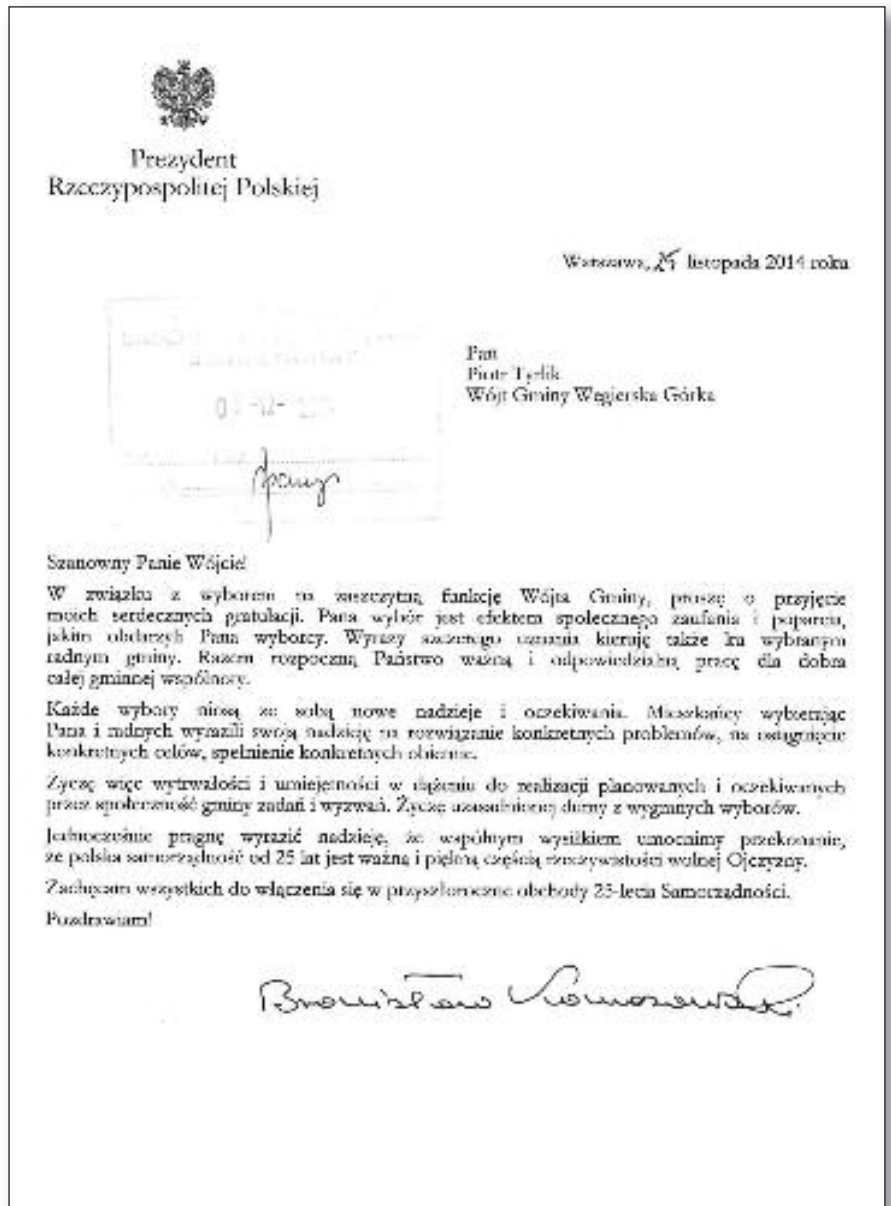 Prezydent
Rzeczypospolitej Polskiej
Warszawa, listopada 2014 roku
Pan
Piotr Tyrlik
Wójt Gminy Węgierska Górka
Szanowny Panie Wójcie!
W związku z wyborem na zaszczytną funkcję Wójta Gminy, proszę o przyjęcie
moich serdecznych gratulacji. Pana wybór jest efektem społecznego zaufania i poparcia,
jakim obdarzyli Pana wyborcy. Wyrazy szczerego uznania kieruję także ku wybranym
radnym gminy. Razem rozpoczną Państwo ważną i odpowiedzialną pracę dla dobra
całej gminnej wspólnoty.
Każde wybory niosą ze sobą nowe nadzieje i oczekiwania. Mieszkańcy wybierając
Pana i radnych wyrazili swoją nadzieję na rozwiązanie konkretnych problemów, na osiągnięcie
konkretnych celów, spełnienie konkretnych obietnic.
Życzę więc wytrwałości i umiejętności w dążeniu do realizacji planowanych i oczekiwanych
przez społeczność gminy zadań i wyzwań. Życzę uzasadnionej dumy z wygranych wyborów.
Jednocześnie pragnę wyrazić nadzieję, że wspólnym wysiłkiem umocnimy przekonanie,
że polska samorządność od 25 lat jest ważną i piękną częścią rzeczywistości wolnej Ojczyzny.
Zachęcam wszystkich do włączenia się w przyszłoroczne obchody 25-lecia Samorządności.
Pozdrawiam!
Bronisław Komorowski